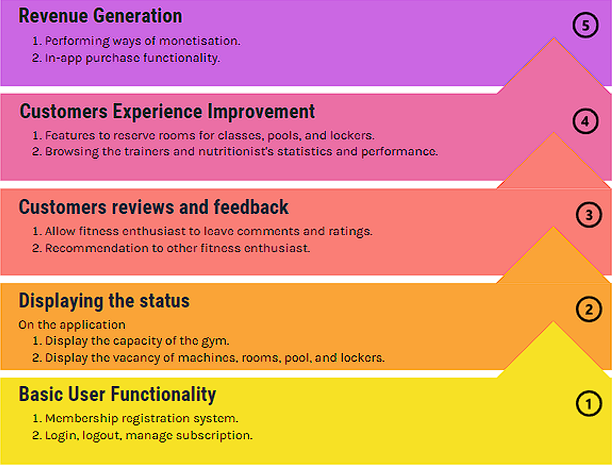 Revenue Generation
5
1. Performing ways of monetisation.
2. In-app purchase functionality.
Customers Experience Improvement
4
1. Features to reserve rooms for classes, pools, and lockers.
2. Browsing the trainers and nutritionist's statistics and performance.
Customers reviews and feedback
3
1. Allow fitness enthusiast to leave comments and ratings.
2. Recommendation to other fitness enthusiast.
Displaying the status
2
On the application
1. Display the capacity of the gym.
2. Display the vacancy of machines, rooms, pool, and lockers.
Basic User Functionality
1
1. Membership registration system.
2. Login, logout, manage subscription.